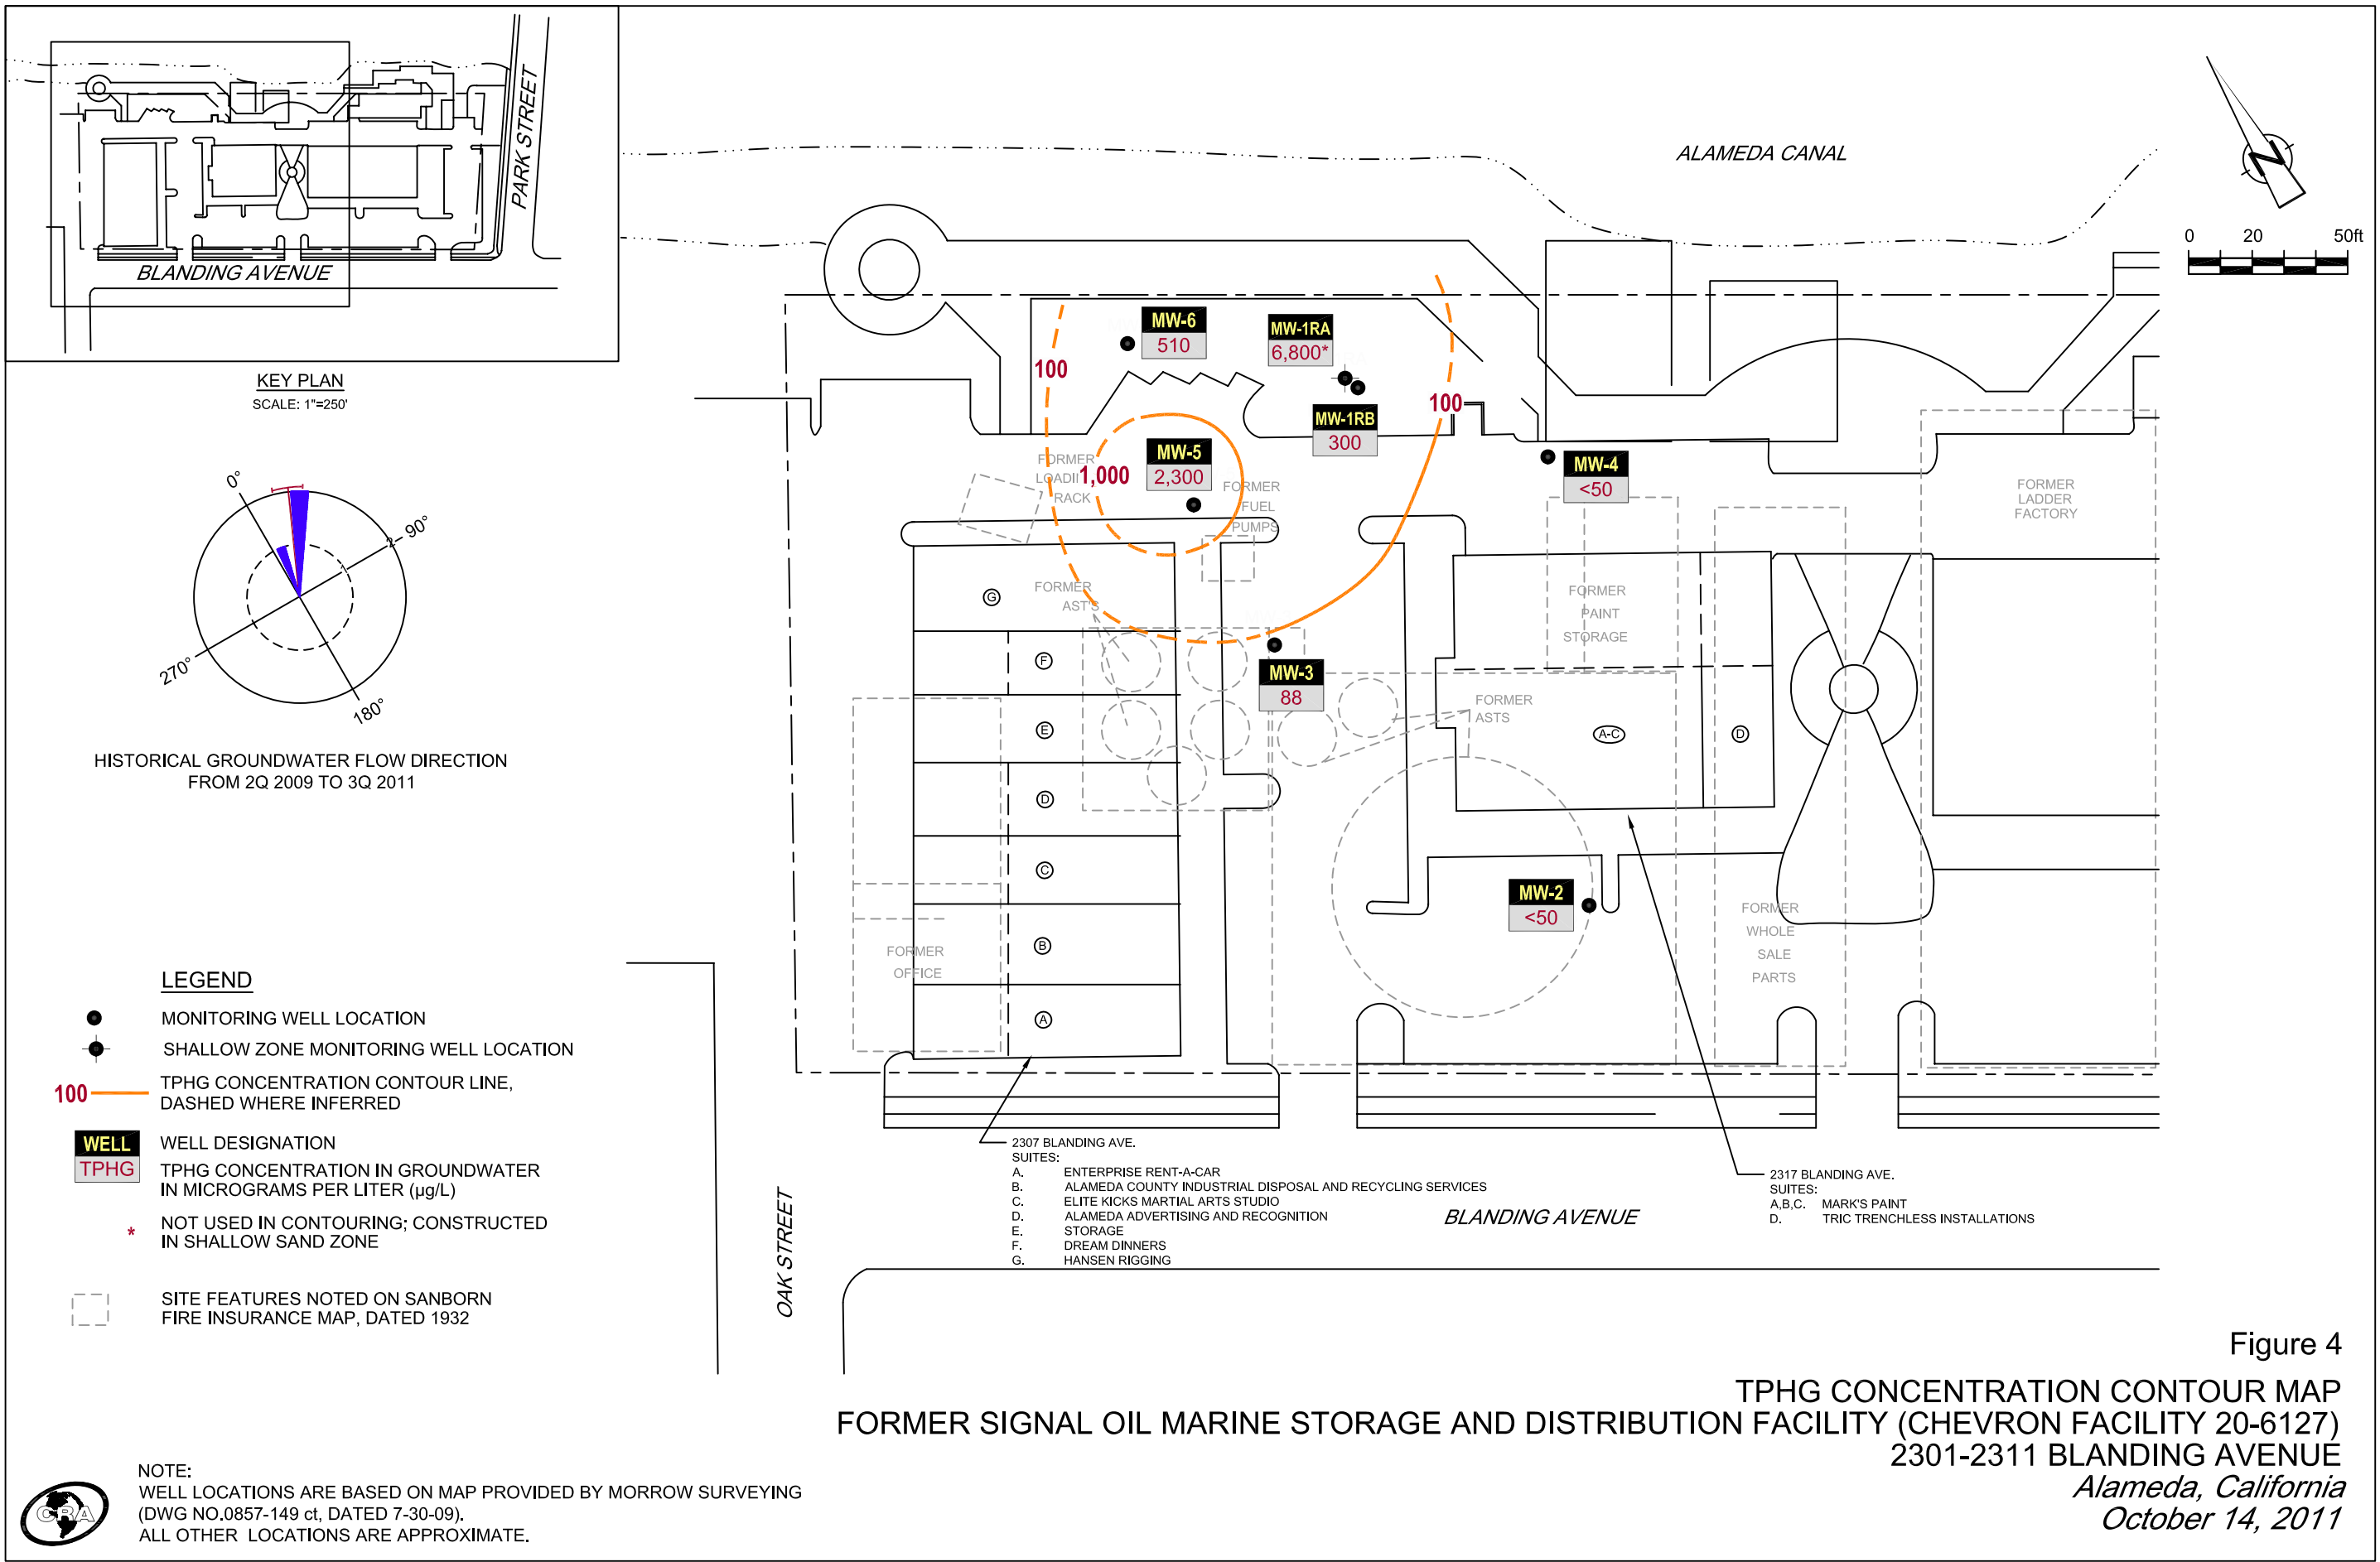 PARK STREET
BLANDING AVENUE
KEY PLAN
SCALE: 1"=250'
0°
90°
270°
180°
HISTORICAL GROUNDWATER FLOW DIRECTION
FROM 2Q 2009 TO 3Q 2011
ALAMEDA CANAL
N
0 20 50ft
MW-6
510
MW-1RA
6,800*
100
100
MW-1RB
300
MW-5
2,300
1,000
MW-4
<50
FORMER
RACK
FORMER
FUEL
PUMPS
FORMER
LADDER
FACTORY
FORMER
AST'S
FORMER
PAINT
STORAGE
MW-3
88
FORMER
ASTS
G
F
E
D
C
B
A
A-C
D
MW-2
<50
FORMER
OFFICE
FORMER
WHOLE
SALE
PARTS
LEGEND
MONITORING WELL LOCATION
SHALLOW ZONE MONITORING WELL LOCATION
100 TPHG CONCENTRATION CONTOUR LINE,
DASHED WHERE INFERRED
WELL WELL DESIGNATION
TPHG TPHG CONCENTRATION IN GROUNDWATER
IN MICROGRAMS PER LITER (µg/L)
* NOT USED IN CONTOURING; CONSTRUCTED
IN SHALLOW SAND ZONE
SITE FEATURES NOTED ON SANBORN
FIRE INSURANCE MAP, DATED 1932
2307 BLANDING AVE.
SUITES:
A. ENTERPRISE RENT-A-CAR
B. ALAMEDA COUNTY INDUSTRIAL DISPOSAL AND RECYCLING SERVICES
C. ELITE KICKS MARTIAL ARTS STUDIO
D. ALAMEDA ADVERTISING AND RECOGNITION
E. STORAGE
F. DREAM DINNERS
G. HANSEN RIGGING
2317 BLANDING AVE.
SUITES:
A,B,C. MARK'S PAINT
D. TRIC TRENCHLESS INSTALLATIONS
BLANDING AVENUE
OAK STREET
Figure 4
TPHG CONCENTRATION CONTOUR MAP
FORMER SIGNAL OIL MARINE STORAGE AND DISTRIBUTION FACILITY (CHEVRON FACILITY 20-6127)
2301-2311 BLANDING AVENUE
Alameda, California
October 14, 2011
CRA
NOTE:
WELL LOCATIONS ARE BASED ON MAP PROVIDED BY MORROW SURVEYING
(DWG NO.0857-149 ct, DATED 7-30-09).
ALL OTHER LOCATIONS ARE APPROXIMATE.